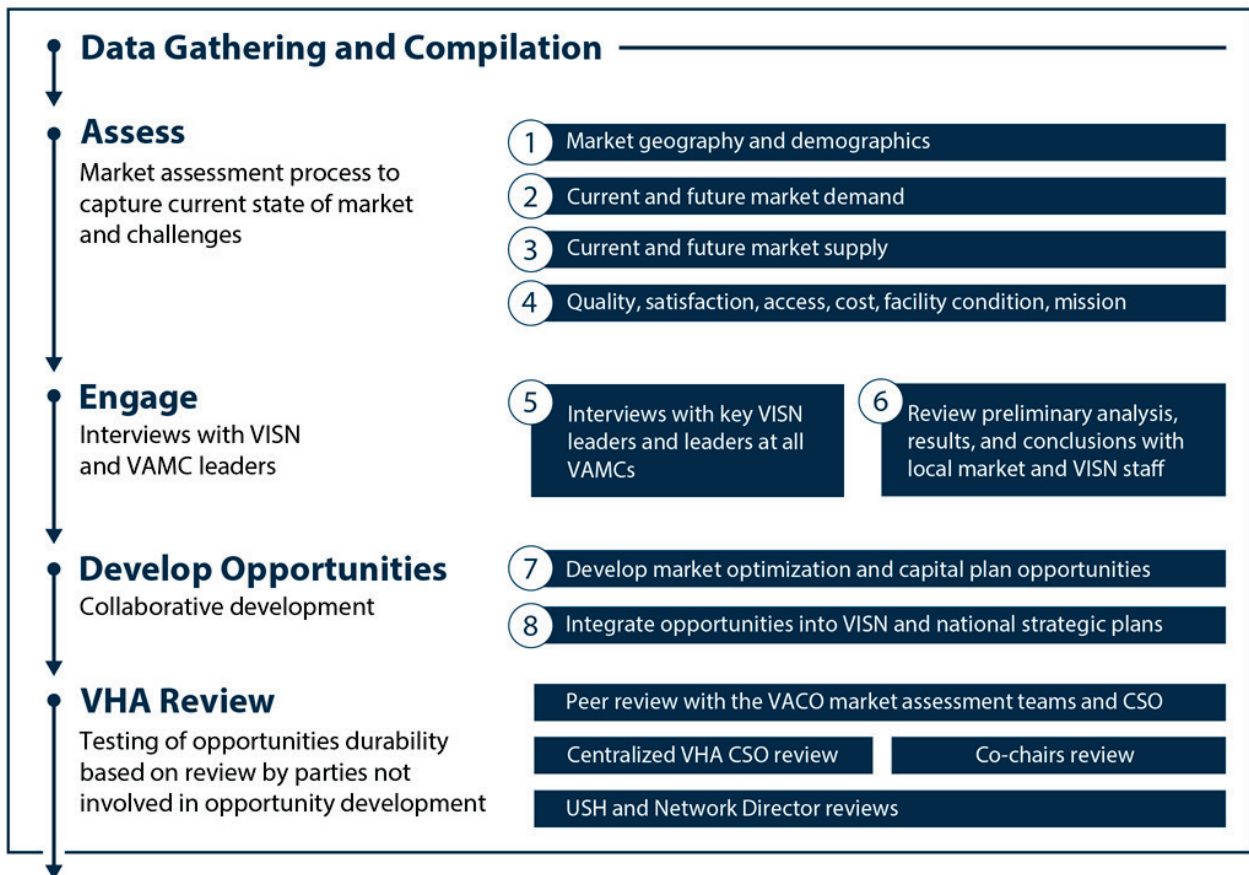 Data Gathering and Compilation
Assess
Market assessment process to
capture current state of market
and challenges
1
Market geography and demographics
2
Current and future market demand
3
Current and future market supply
4
Quality, satisfaction, access, cost, facility condition, mission
Engage
Interviews with VISN
and VAMC leaders
5
Interviews with key VISN
leaders and leaders at all
VAMCs
6
Review preliminary analysis,
results, and conclusions with
local market and VISN staff
Develop Opportunities
Collaborative development
7
Develop market optimization and capital plan opportunities
8
Integrate opportunities into VISN and national strategic plans
VHA Review
Testing of opportunities durability
based on review by parties not
involved in opportunity development
Peer review with the VACO market assessment teams and CSO
Centralized VHA CSO review
Co-chairs review
USH and Network Director reviews